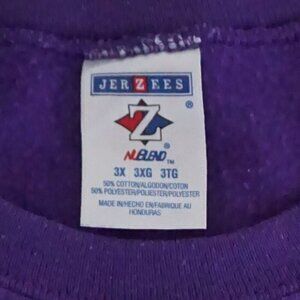 JERZEES
®
Z
®
NUBLEND™
3X 3XG 3TG
50% COTTON/ALGODON/COTON
50% POLYESTER/POLIESTER/POLYESTER
MADE IN/HECHO EN/FABRIQUE AU
HONDURAS